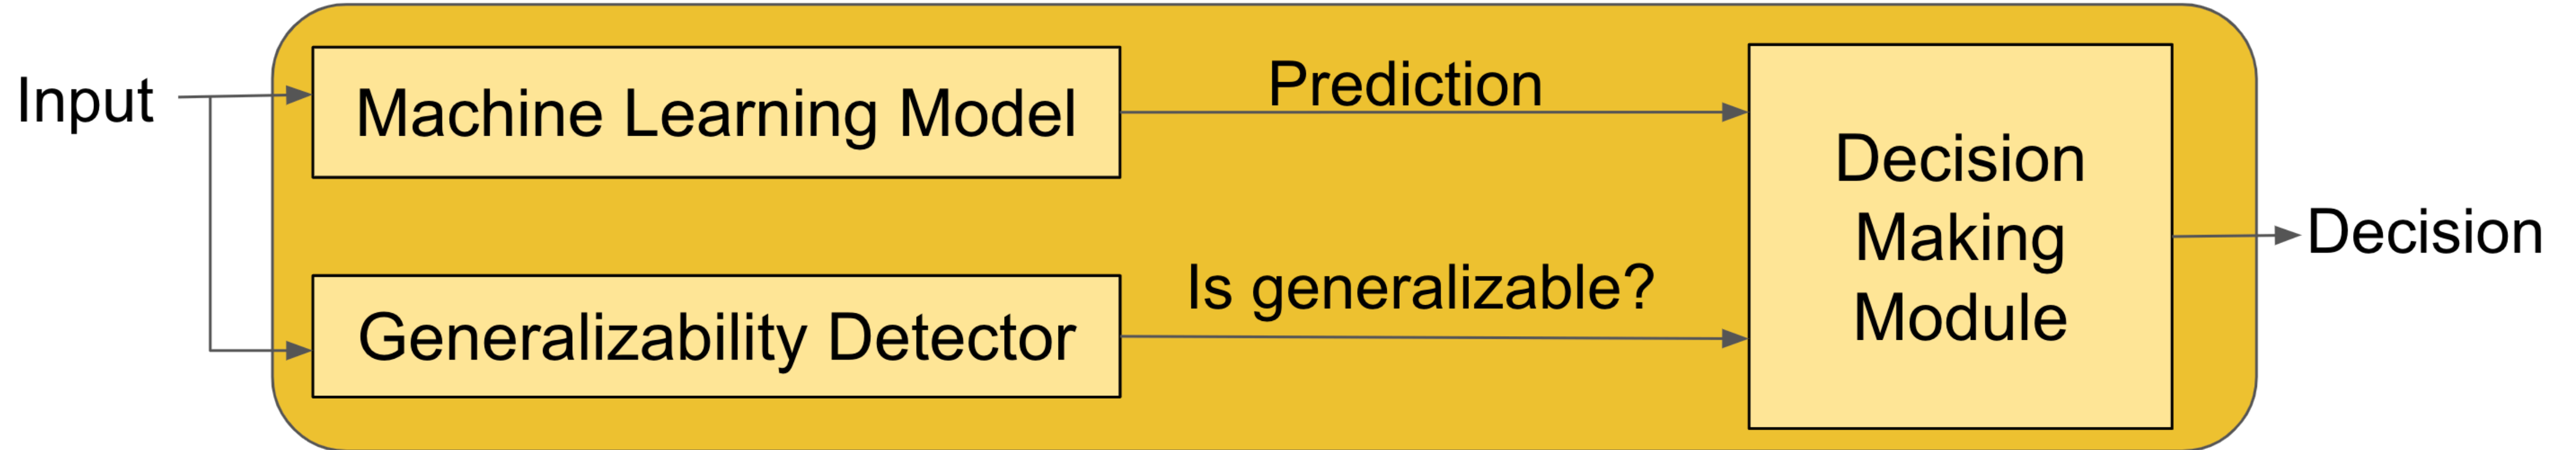 Input
Machine Learning Model
Prediction
Generalizability Detector
Is generalizable?
Decision
Making
Module
Decision